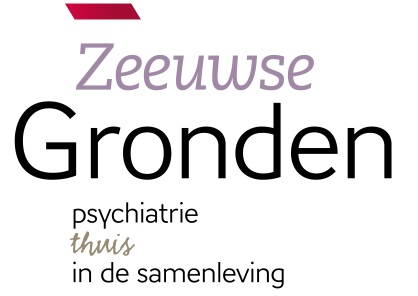 Zeeuwse
Gronden
psychiatrie
thuis
in de samenleving